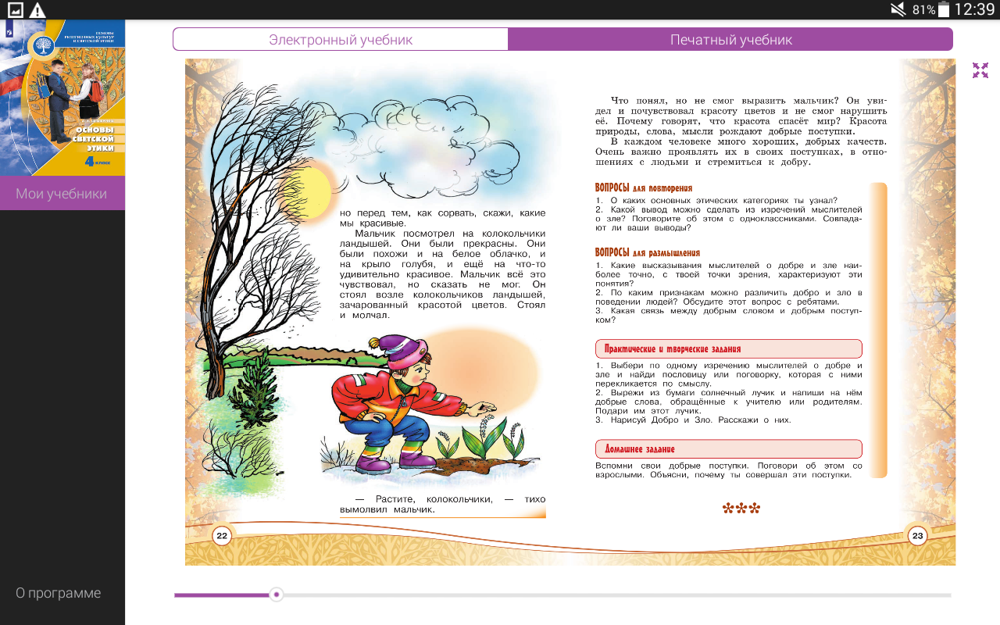 81% 12:39
ОСНОВЫ
РЕЛИГИОЗНЫХ КУЛЬТУР
И СВЕТСКОЙ ЭТИКИ
ОСНОВЫ
СВЕТСКОЙ
ЭТИКИ
4 КЛАСС
Мои учебники
О программе
Электронный учебник
Печатный учебник
но перед тем, как сорвать, скажи, какие
мы красивые.
Мальчик посмотрел на колокольчики
ландышей. Они были прекрасны. Они
были похожи и на белое облачко, и
на крыло голубя, и ещё на что-то
удивительно красивое. Мальчик всё это
чувствовал, но сказать не мог. Он
стоял возле колокольчиков ландышей,
зачарованный красотой цветов. Стоял
и молчал.
— Растите, колокольчики, — тихо
вымолвил мальчик.
22
Что понял, но не смог выразить мальчик? Он уви-
дел и почувствовал красоту цветов и не смог нарушить
её. Почему говорят, что красота спасёт мир? Красота
природы, слова, мысли рождают добрые поступки.
В каждом человеке много хороших, добрых качеств.
Очень важно проявлять их в своих поступках, в отно-
шениях с людьми и стремиться к добру.
ВОПРОСЫ для повторения
1. О каких основных этических категориях ты узнал?
2. Какой вывод можно сделать из изречений мыслителей
о зле? Поговорите об этом с одноклассниками. Совпада-
ют ли ваши выводы?
ВОПРОСЫ для размышления
1. Какие высказывания мыслителей о добре и зле наи-
более точно, с твоей точки зрения, характеризуют эти
понятия?
2. По каким признакам можно различить добро и зло в
поведении людей? Обсудите этот вопрос с ребятами.
3. Какая связь между добрым словом и добрым поступ-
ком?
Практические и творческие задания
1. Выбери по одному изречению мыслителей о добре и
зле и найди пословицу или поговорку, которая с ними
перекликается по смыслу.
2. Вырежи из бумаги солнечный лучик и напиши на нём
добрые слова, обращённые к учителю или родителям.
Подари им этот лучик.
3. Нарисуй Добро и Зло. Расскажи о них.
Домашнее задание
Вспомни свои добрые поступки. Поговори об этом со
взрослыми. Объясни, почему ты совершал эти поступки.
23